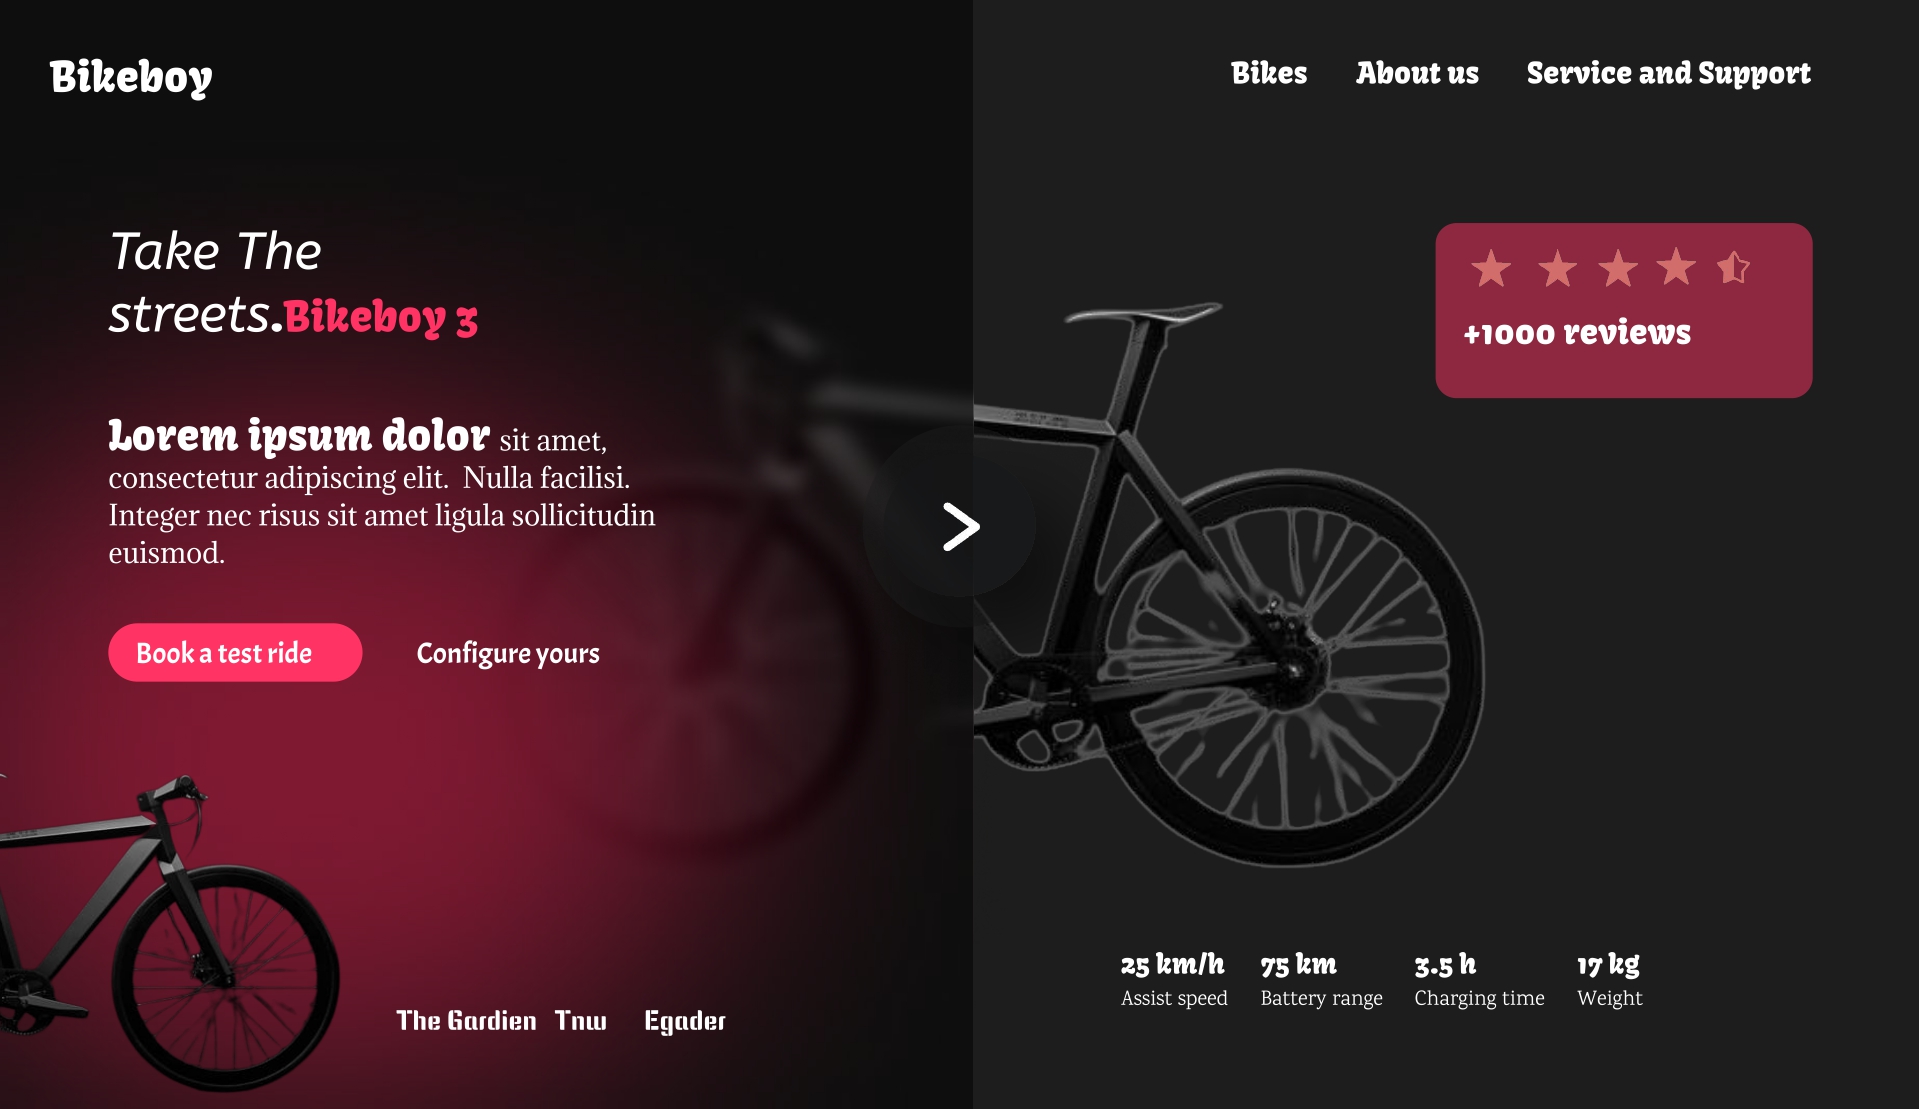 Bikeboy
Bikes About us Service and Support
Take The
streets.Bikeboy 3
+1000 reviews
Lorem ipsum dolor sit amet,
consectetur adipiscing elit. Nulla facilisi.
Integer nec risus sit amet ligula sollicitudin
euismod.
Book a test ride Configure yours
25 km/h 75 km 3.5 h 17 kg
Assist speed Battery range Charging time Weight
The Gardien Tnw Egader